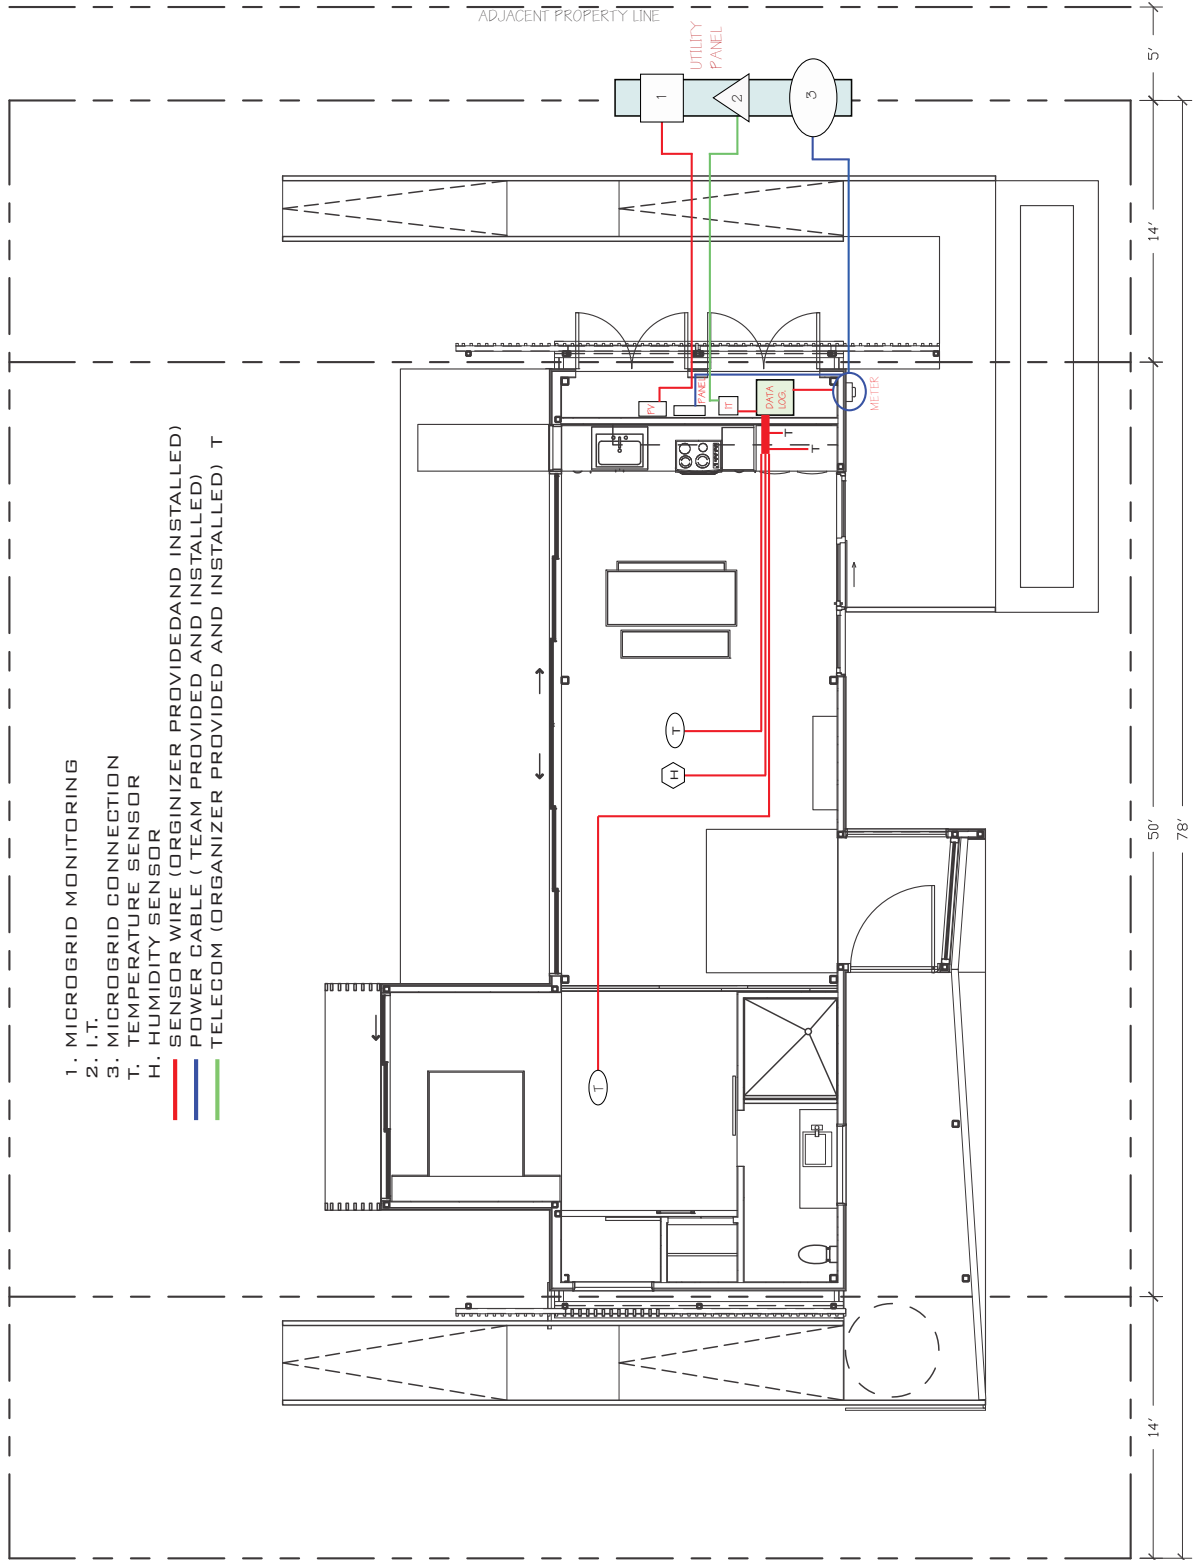 ADJACENT PROPERTY LINE
UTILITY
PANEL
1
2
3
1. MICROGRID MONITORING
2. I.T.
3. MICROGRID CONNECTION
T. TEMPERATURE SENSOR
H. HUMIDITY SENSOR
SENSOR WIRE (ORGINIZER PROVIDEDAND INSTALLED)
POWER CABLE ( TEAM PROVIDED AND INSTALLED)
TELECOM (ORGANIZER PROVIDED AND INSTALLED) T
PV
PANEL
IT
DATA
LOG.
METER
T
T
T
H
T
5'
14'
50'
78'
14'